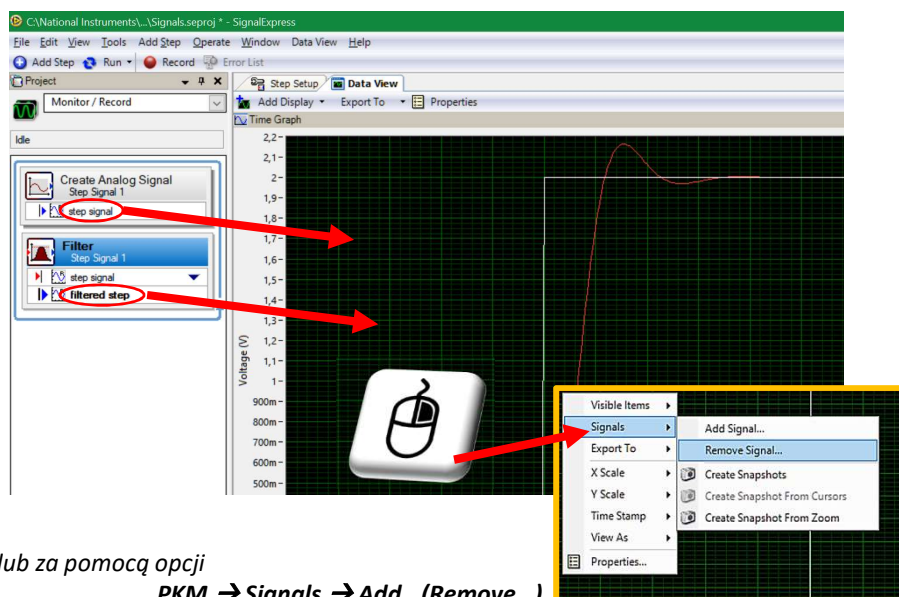 C:\National Instruments\...\Signals.seproj * - SignalExpress
File Edit View Tools Add Step Operate Window Data View Help
Add Step Run Record Error List
Project
Monitor / Record
Idle
Create Analog Signal
Step Signal 1
step signal
Filter
Step Signal 1
step signal
filtered step
Step Setup Data View
Add Display Export To Properties
Time Graph
Voltage (V)
2,2
2,1
2
1,9
1,8
1,7
1,6
1,5
1,4
1,3
1,2
1,1
1
900m
800m
700m
600m
500m
Visible Items
Signals
Export To
X Scale
Y Scale
Time Stamp
View As
Properties...
Add Signal...
Remove Signal...
Create Snapshots
Create Snapshot From Cursors
Create Snapshot From Zoom
lub za pomocą opcji
PKM → Signals → Add...(Remove...)